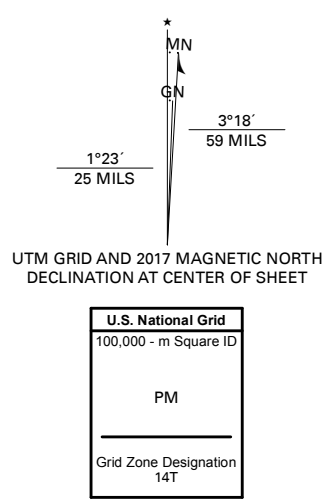 ★
MN
GN
3°18´
59 MILS
1°23´
25 MILS
UTM GRID AND 2017 MAGNETIC NORTH
DECLINATION AT CENTER OF SHEET
U.S. National Grid
100,000 - m Square ID
PM
Grid Zone Designation
14T